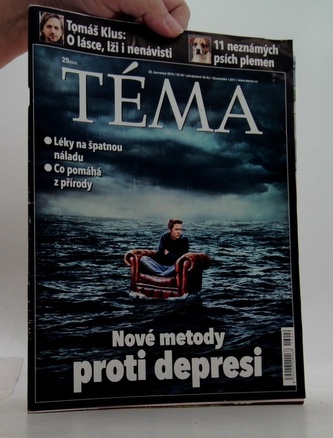 Tomáš Klus:
O lásce, lži i nenávisti
11 neznámých
psích plemen
TÉMA
Léky na špatnou
náladu
Co pomáhá
z přírody
Nové metody
proti depresi